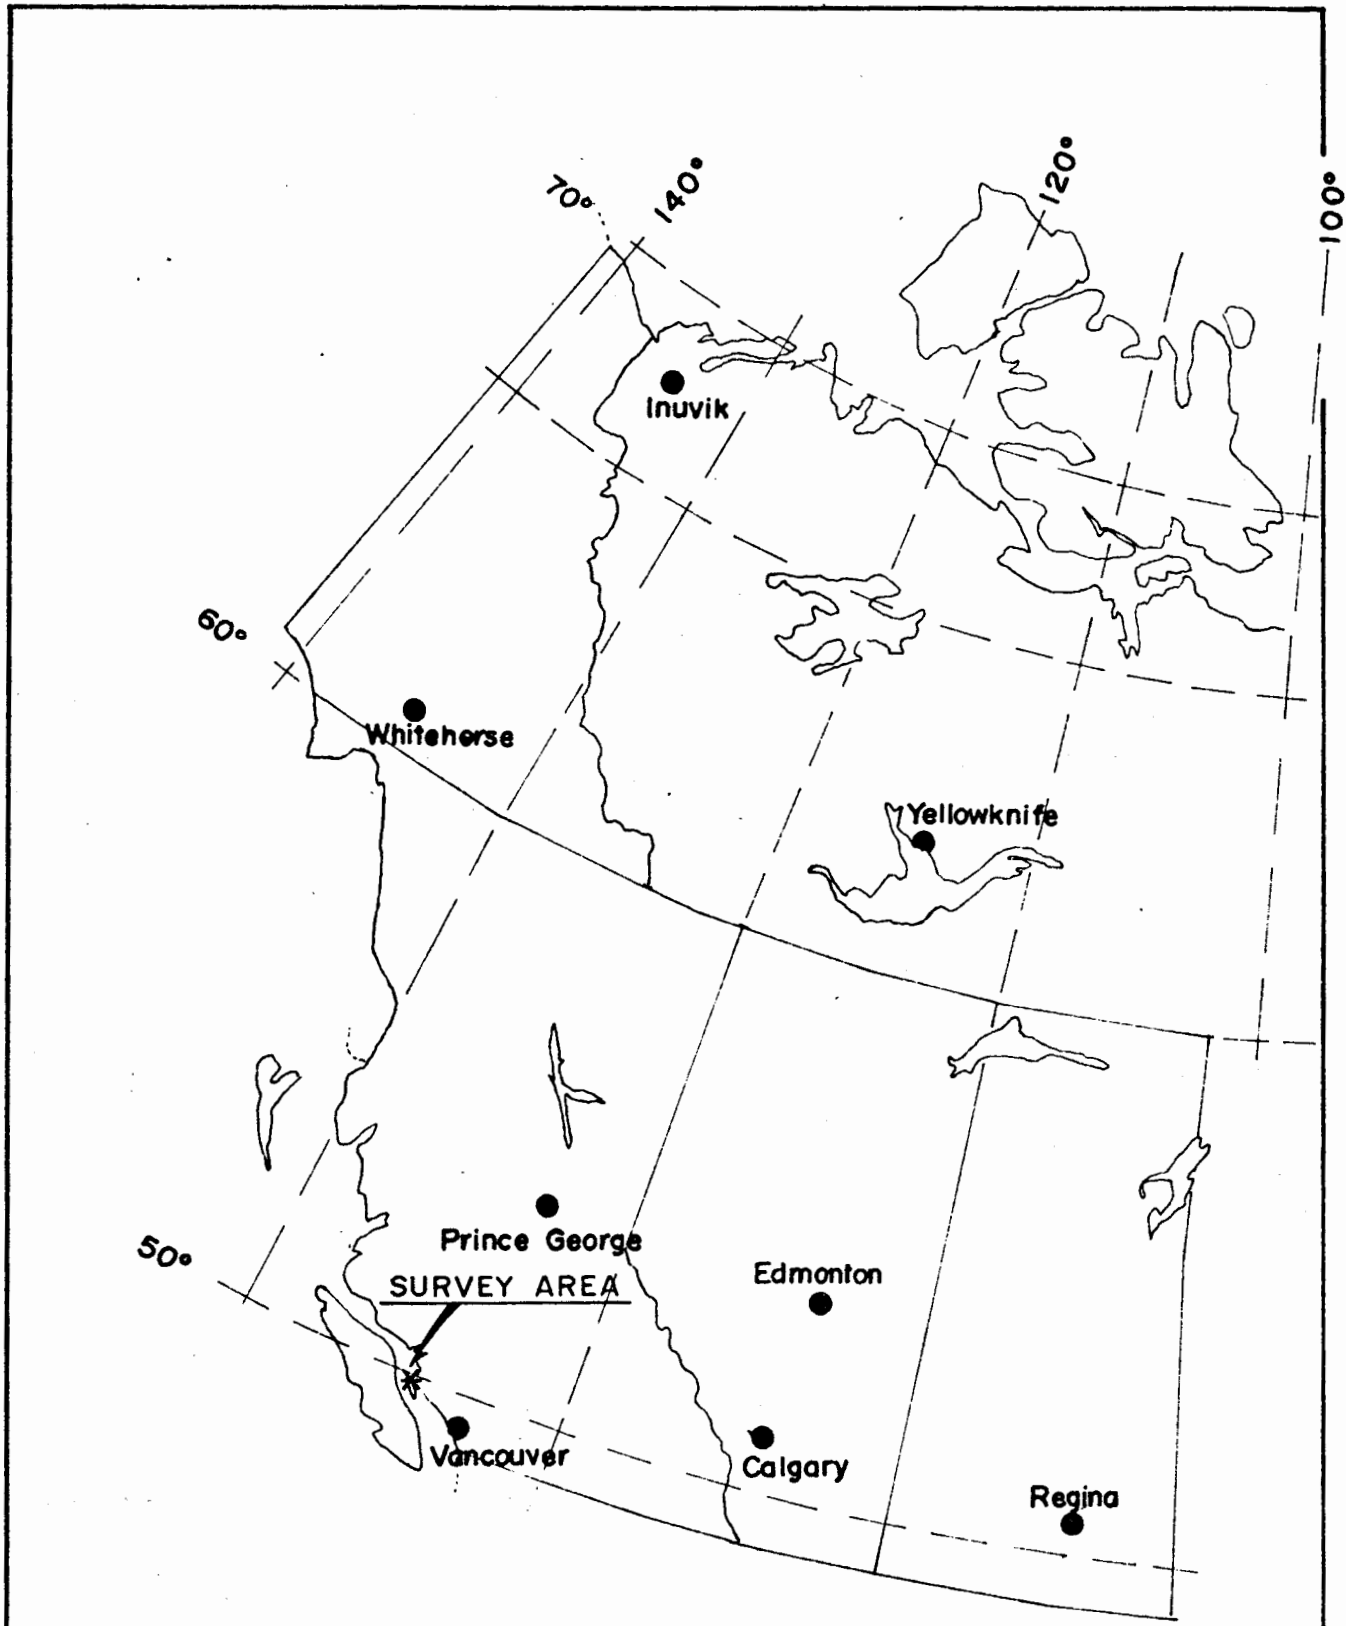 70°
140°
120°
100°
Inuvik
60°
Whitehorse
Yellowknife
Prince George
50°
SURVEY AREA
Edmonton
Vancouver
Calgary
Regina